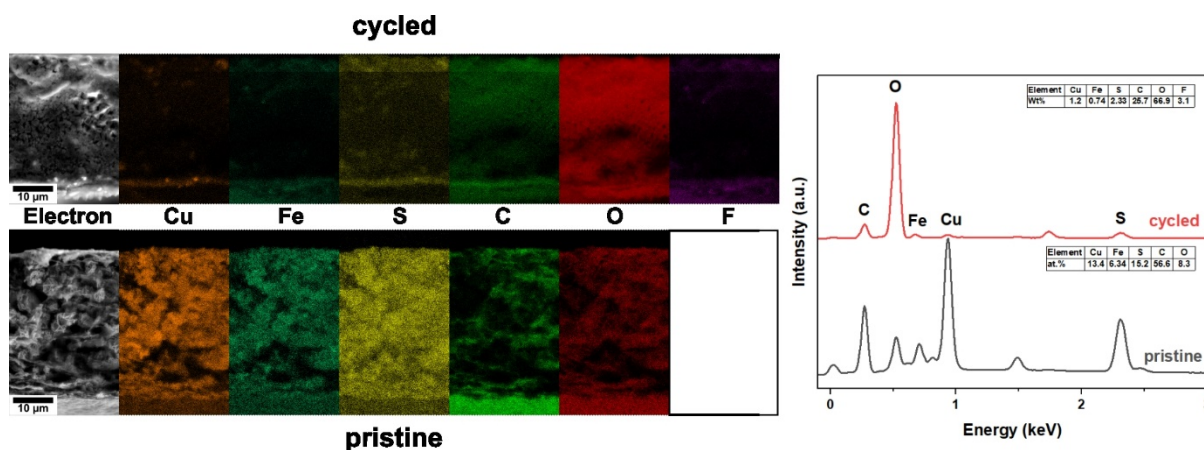 cycled
10 µm
Electron Cu Fe S C O F
10 µm
pristine
O
Element Cu Fe S C O F
Wt% 1.2 0.74 2.33 25.7 66.9 3.1
C Fe Cu S
cycled
Element Cu Fe S C O
at.% 13.4 6.34 15.2 56.6 8.3
pristine
Intensity (a.u.)
0 1 2
Energy (keV)